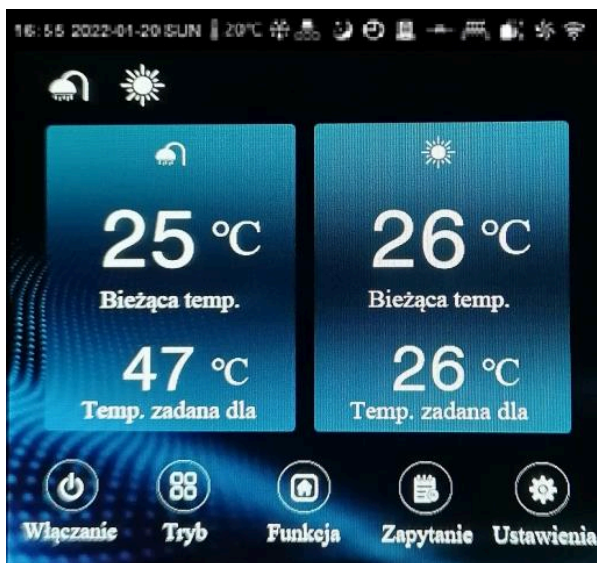 16:55 2022-01-20 SUN 20°C
25 °C
Bieżąca temp.
47 °C
Temp. zadana dla
26 °C
Bieżąca temp.
26 °C
Temp. zadana dla
Włączanie Tryb Funkcja Zapytanie Ustawienia